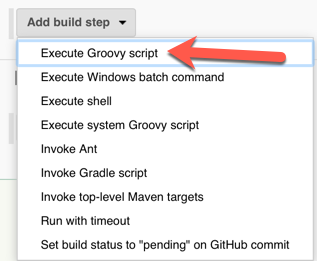 Add build step
Execute Groovy script
Execute Windows batch command
Execute shell
Execute system Groovy script
Invoke Ant
Invoke Gradle script
Invoke top-level Maven targets
Run with timeout
Set build status to "pending" on GitHub commit